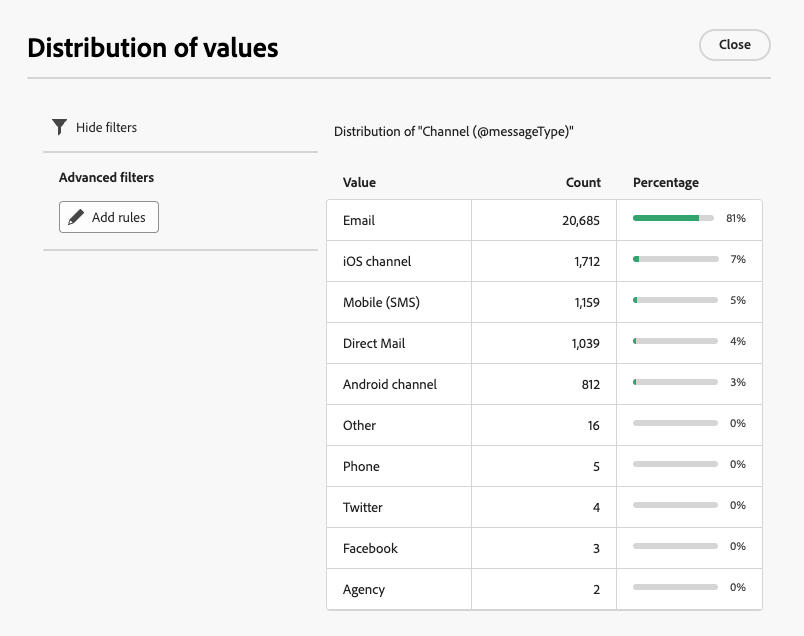 Distribution of values
Close
Hide filters
Advanced filters
Add rules
Distribution of "Channel (@messageType)"
Value Count Percentage
Email 20,685 81%
iOS channel 1,712 7%
Mobile (SMS) 1,159 5%
Direct Mail 1,039 4%
Android channel 812 3%
Other 16 0%
Phone 5 0%
Twitter 4 0%
Facebook 3 0%
Agency 2 0%